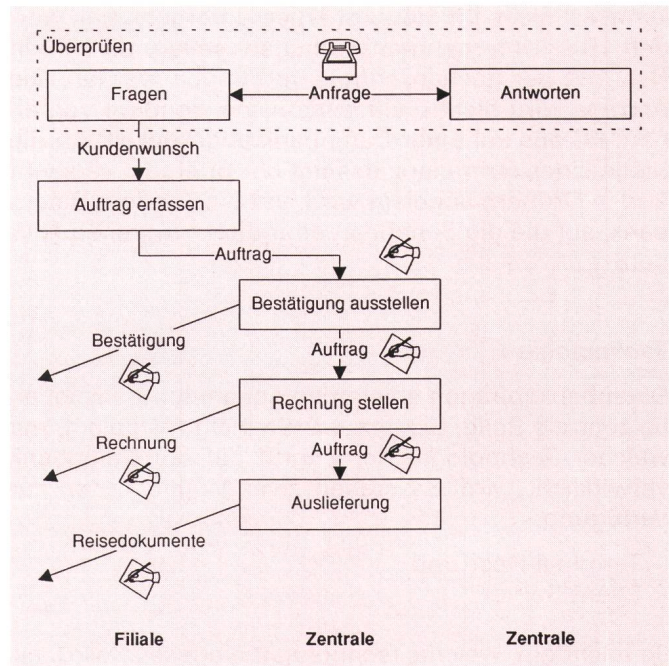 Überprüfen
Fragen
Anfrage
Antworten
Kundenwunsch
Auftrag erfassen
Auftrag
Bestätigung ausstellen
Bestätigung
Auftrag
Rechnung stellen
Rechnung
Auftrag
Auslieferung
Reisedokumente
Filiale Zentrale Zentrale